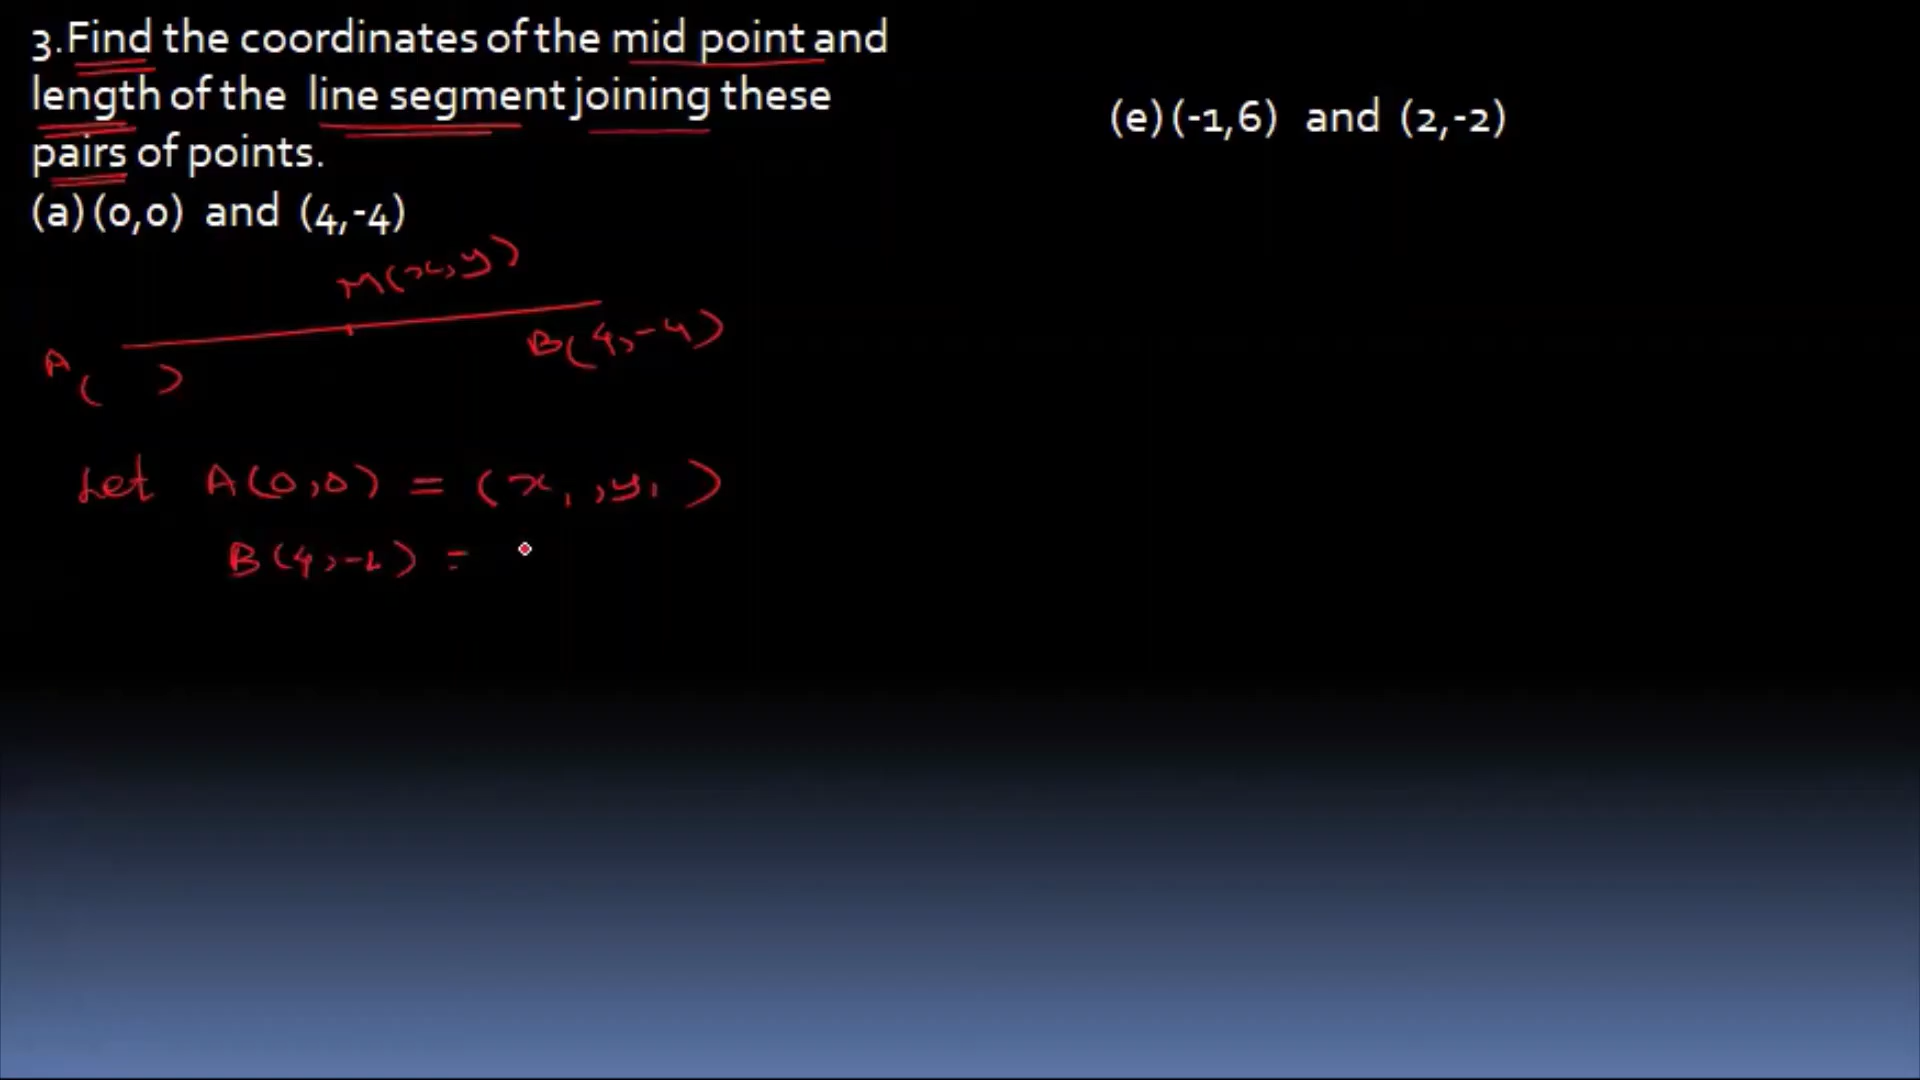 3.Find the coordinates of the mid point and
length of the line segment joining these
pairs of points.
(a)(0,0) and (4,-4)
M(x,y)
B(4,-4)
A( )
Let A(0,0) = (x₁,y₁)
B(4,-4) =
(e)(-1,6) and (2,-2)